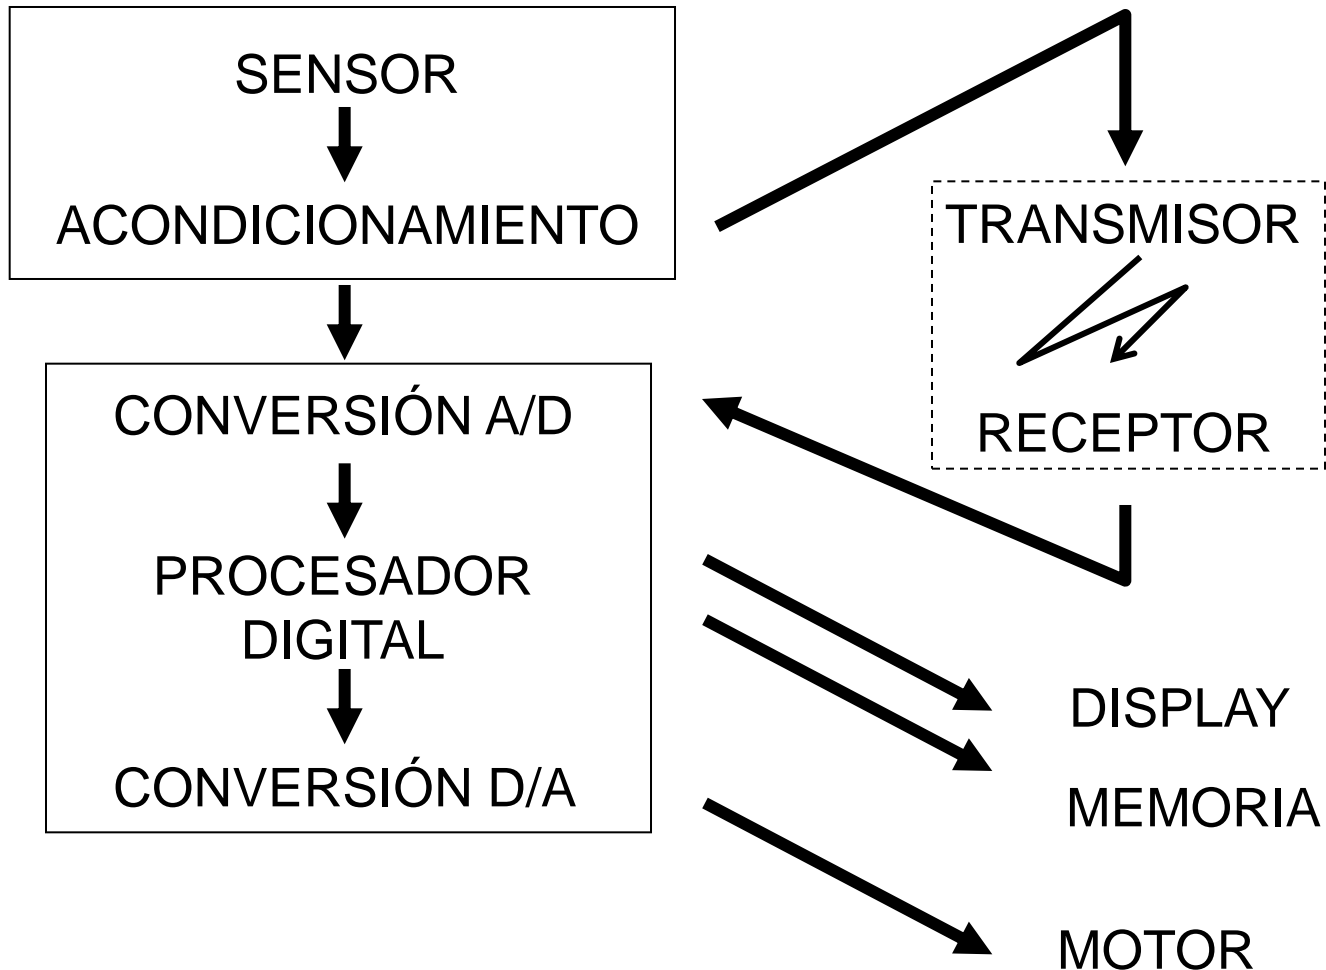 SENSOR
ACONDICIONAMIENTO
TRANSMISOR
RECEPTOR
CONVERSIÓN A/D
PROCESADOR
DIGITAL
CONVERSIÓN D/A
DISPLAY
MEMORIA
MOTOR